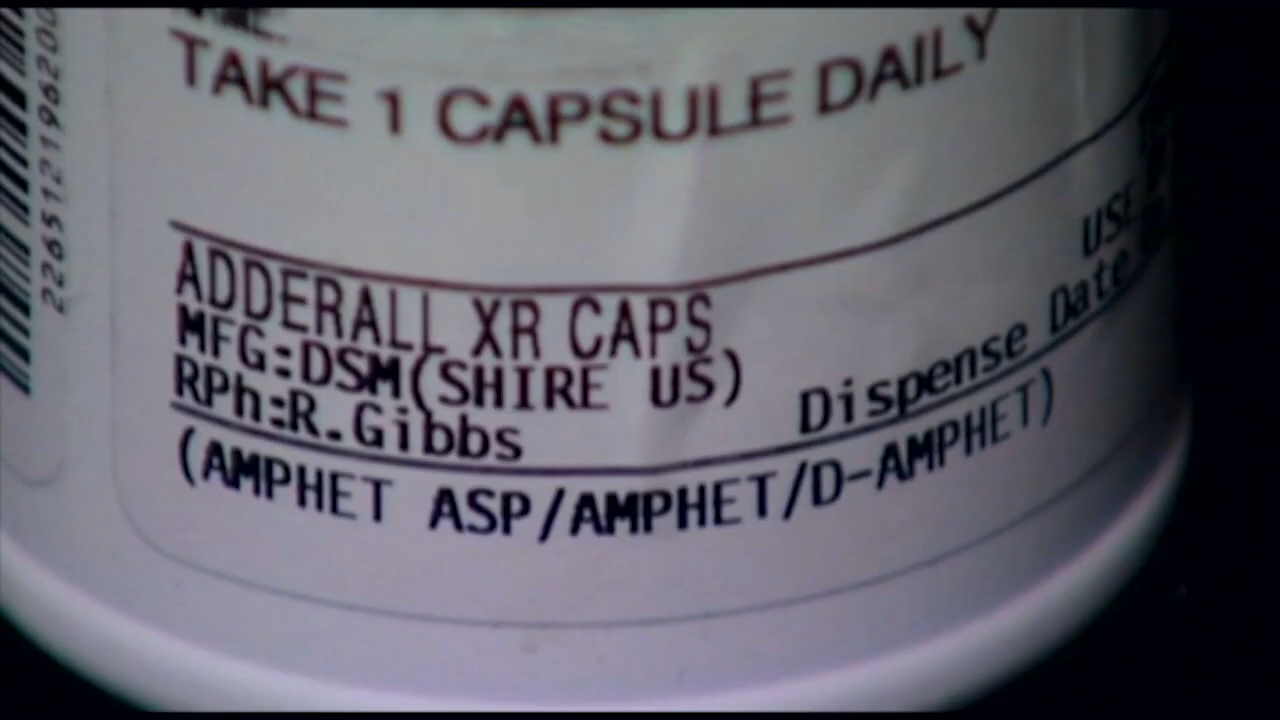 TAKE 1 CAPSULE DAILY
ADDERALL XR CAPS
MFG:DSM(SHIRE US)
USE
RPh:R.Gibbs
Dispense Date
(AMPHET ASP/AMPHET/D-AMPHET)